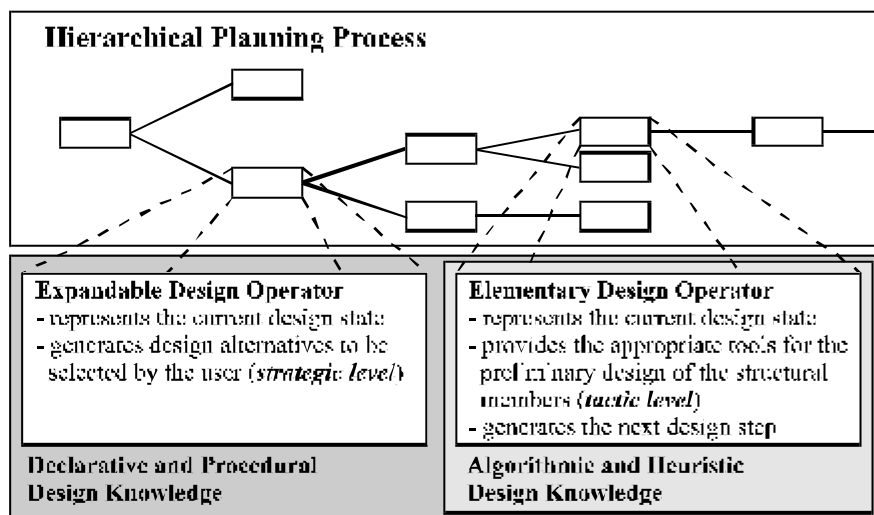 Hierarchical Planning Process
Expandable Design Operator
- represents the current design state
- generates design alternatives to be
selected by the user (strategic level)
Declarative and Procedural
Design Knowledge
Elementary Design Operator
- represents the current design state
- provides the appropriate tools for the
preliminary design of the structural
members (tactic level)
- generates the next design step
Algorithmic and Heuristic
Design Knowledge